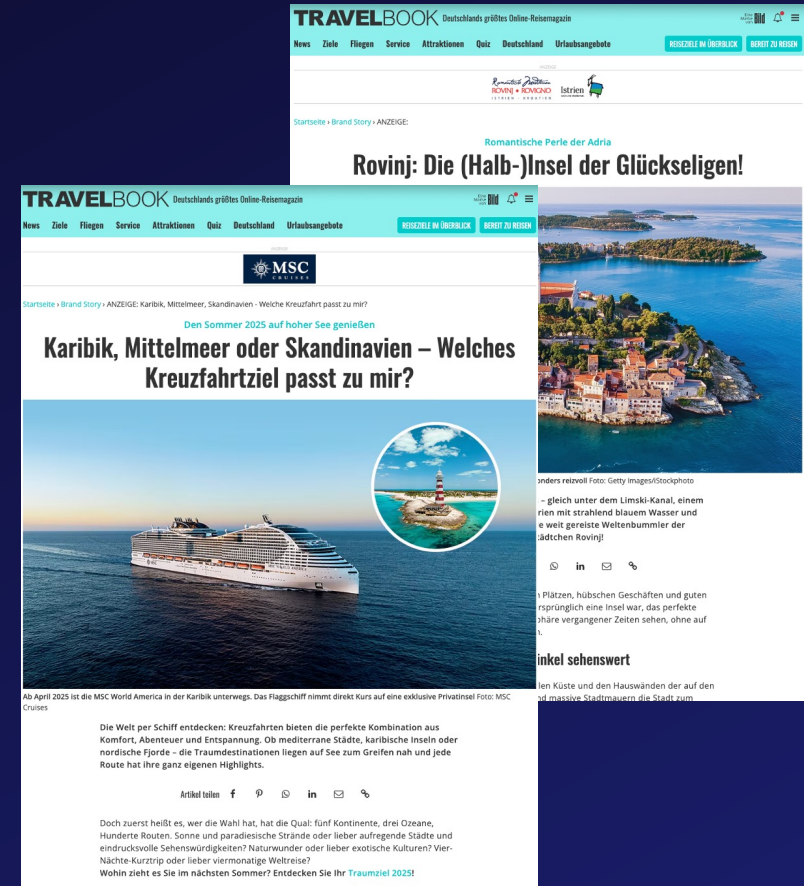 TRAVELBOOK Deutschlands größtes Online-Reisemagazin
Eine Marke von Bild
News Ziele Fliegen Service Attraktionen Quiz Deutschland Urlaubsangebote REISEZIELE IM ÜBERBLICK BEREIT ZU REISEN
ANZEIGE
ROVINJ • ROVIGNO
ISTRIEN - KROATIEN
Istrien
Startseite › Brand Story › ANZEIGE:
Romantische Perle der Adria
Rovinj: Die (Halb-)Insel der Glückseligen!
onders reizvoll Foto: Getty Images/iStockphoto
– gleich unter dem Limski-Kanal, einem
rien mit strahlend blauem Wasser und
e weit gereiste Weltenbummler der
tädtchen Rovinj!
n Plätzen, hübschen Geschäften und guten
rsprünglich eine Insel war, das perfekte
phäre vergangener Zeiten sehen, ohne auf
n.
inkel sehenswert
len Küste und den Hauswänden der auf den
nd massive Stadtmauern die Stadt zum
TRAVELBOOK Deutschlands größtes Online-Reisemagazin
Eine Marke von Bild
News Ziele Fliegen Service Attraktionen Quiz Deutschland Urlaubsangebote REISEZIELE IM ÜBERBLICK BEREIT ZU REISEN
ANZEIGE
MSC
CRUISES
Startseite › Brand Story › ANZEIGE: Karibik, Mittelmeer, Skandinavien - Welche Kreuzfahrt passt zu mir?
Den Sommer 2025 auf hoher See genießen
Karibik, Mittelmeer oder Skandinavien – Welches
Kreuzfahrtziel passt zu mir?
Ab April 2025 ist die MSC World America in der Karibik unterwegs. Das Flaggschiff nimmt direkt Kurs auf eine exklusive Privatinsel Foto: MSC
Cruises
Die Welt per Schiff entdecken: Kreuzfahrten bieten die perfekte Kombination aus
Komfort, Abenteuer und Entspannung. Ob mediterrane Städte, karibische Inseln oder
nordische Fjorde – die Traumdestinationen liegen auf See zum Greifen nah und jede
Route hat ihre ganz eigenen Highlights.
Artikel teilen
Doch zuerst heißt es, wer die Wahl hat, hat die Qual: fünf Kontinente, drei Ozeane,
Hunderte Routen. Sonne und paradiesische Strände oder lieber aufregende Städte und
eindrucksvolle Sehenswürdigkeiten? Naturwunder oder lieber exotische Kulturen? Vier-
Nächte-Kurztrip oder lieber viermonatige Weltreise?
Wohin zieht es Sie im nächsten Sommer? Entdecken Sie Ihr Traumziel 2025!